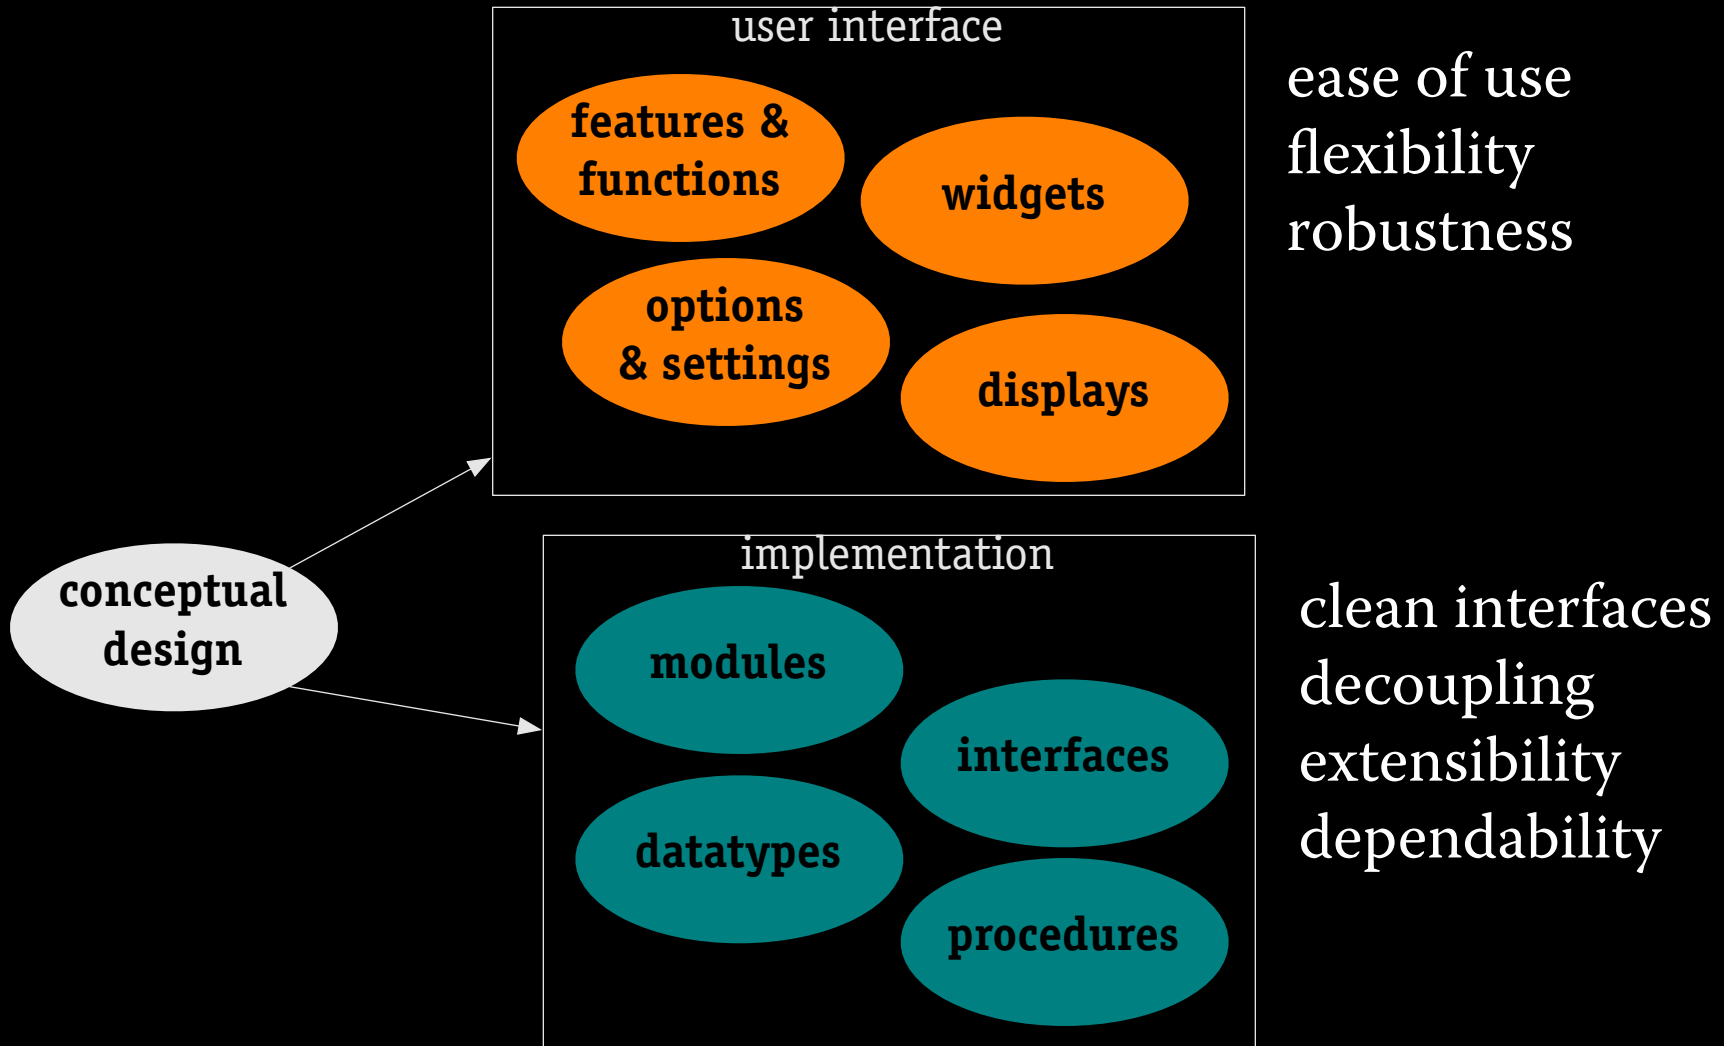 user interface
features &
functions
widgets
options
& settings
displays
ease of use
flexibility
robustness
conceptual
design
implementation
modules
interfaces
datatypes
procedures
clean interfaces
decoupling
extensibility
dependability